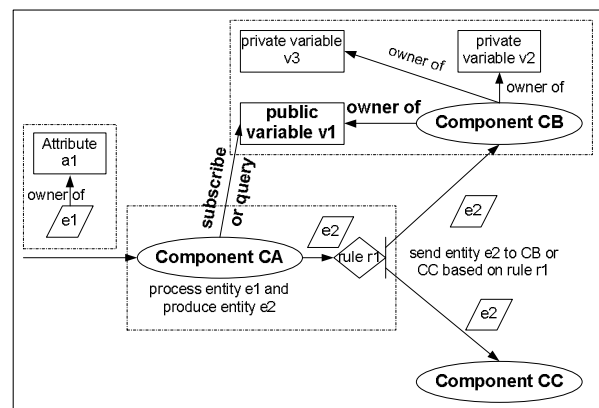 private variable
v3
owner of
private
variable v2
owner of
public
variable v1
owner of
Component CB
Attribute
a1
owner of
e1
subscribe
or query
e2
e2
Component CA
rule r1
send entity e2 to CB or
CC based on rule r1
process entity e1 and
produce entity e2
e2
Component CC